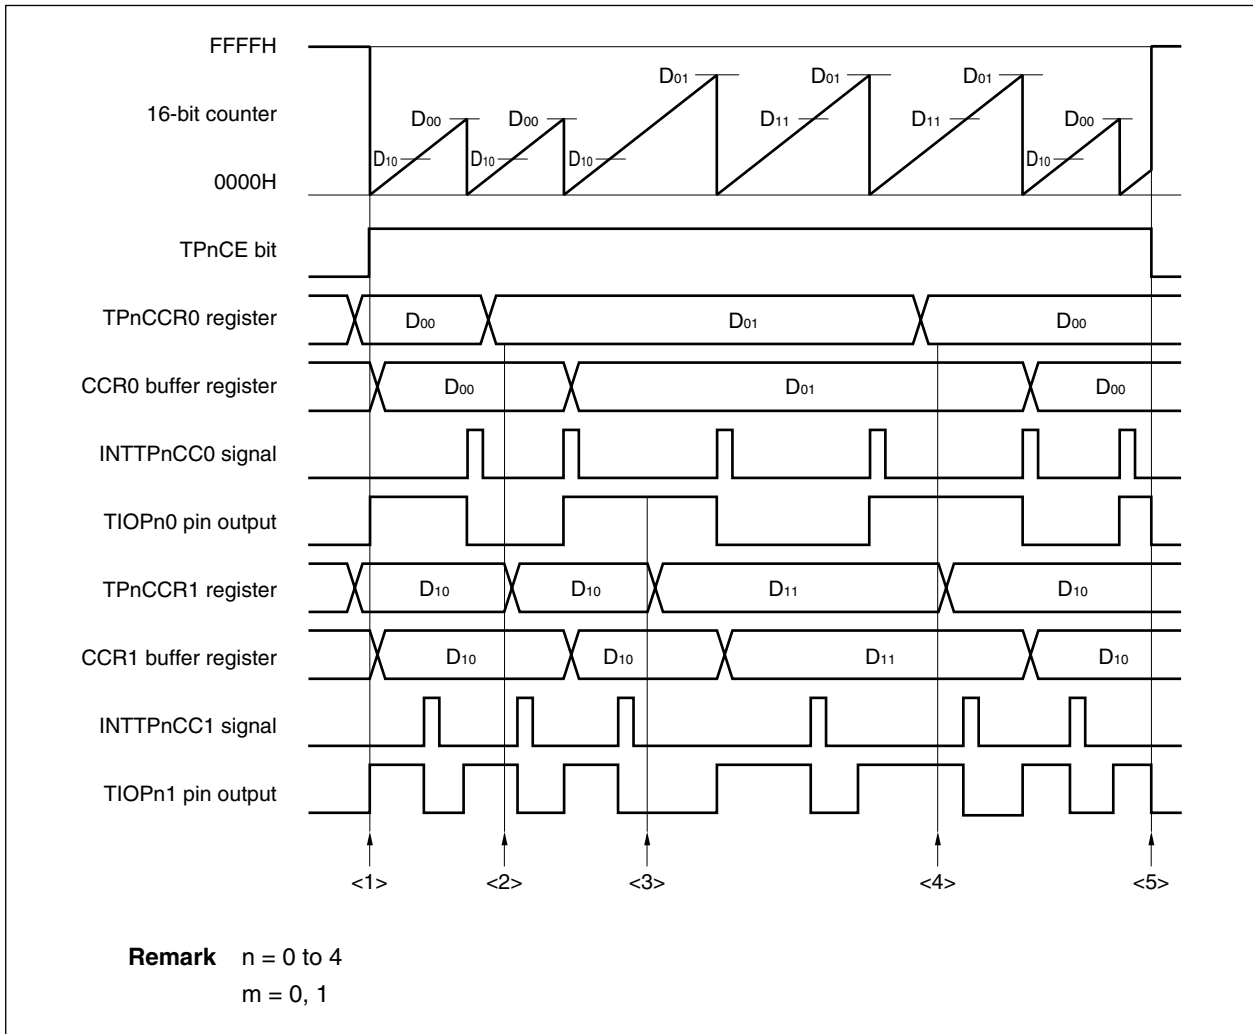 FFFFH
16-bit counter
0000H
D00 D00 D01 D01 D01 D00
D10 D10 D10 D11 D11 D10
TPnCE bit
TPnCCR0 register D00 D01 D00
CCR0 buffer register D00 D01 D00
INTTPnCC0 signal
TIOPn0 pin output
TPnCCR1 register D10 D10 D11 D10
CCR1 buffer register D10 D10 D11 D10
INTTPnCC1 signal
TIOPn1 pin output
<1> <2> <3> <4> <5>
Remark n = 0 to 4
m = 0, 1